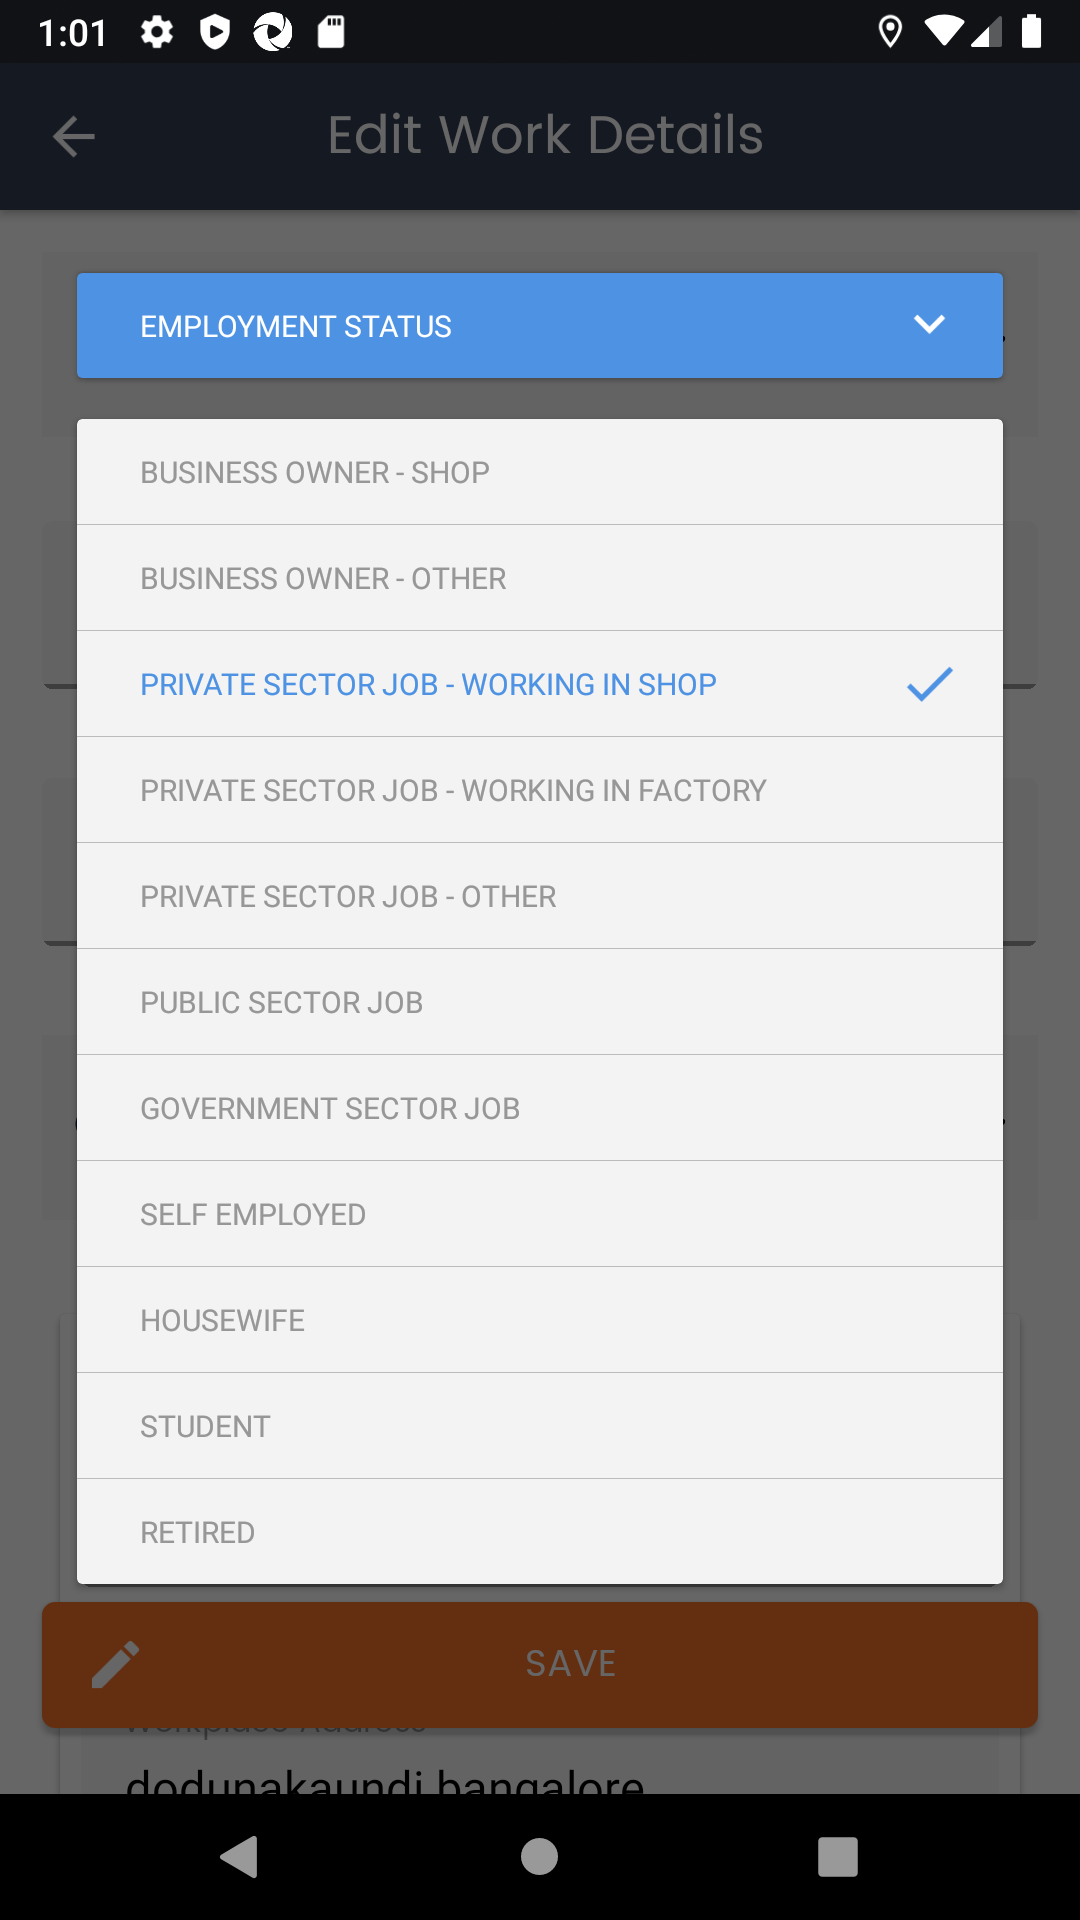 1:01
Edit Work Details
EMPLOYMENT STATUS
BUSINESS OWNER - SHOP
BUSINESS OWNER - OTHER
PRIVATE SECTOR JOB - WORKING IN SHOP
PRIVATE SECTOR JOB - WORKING IN FACTORY
PRIVATE SECTOR JOB - OTHER
PUBLIC SECTOR JOB
GOVERNMENT SECTOR JOB
SELF EMPLOYED
HOUSEWIFE
STUDENT
RETIRED
SAVE
Workplace Address
dodunakaundi bangalore